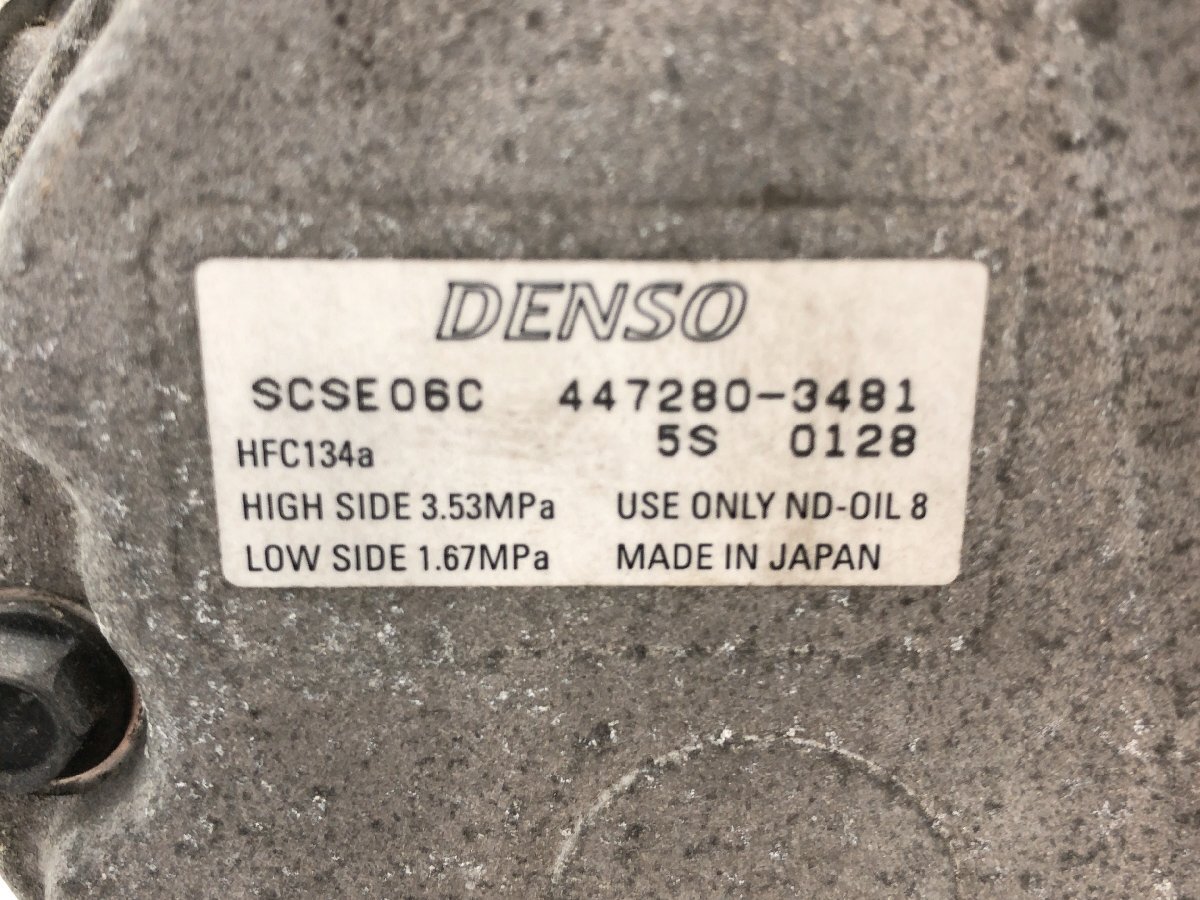 DENSO
SCSE06C 447280-3481
HFC134a 5S 0128
HIGH SIDE 3.53MPa USE ONLY ND-OIL 8
LOW SIDE 1.67MPa MADE IN JAPAN